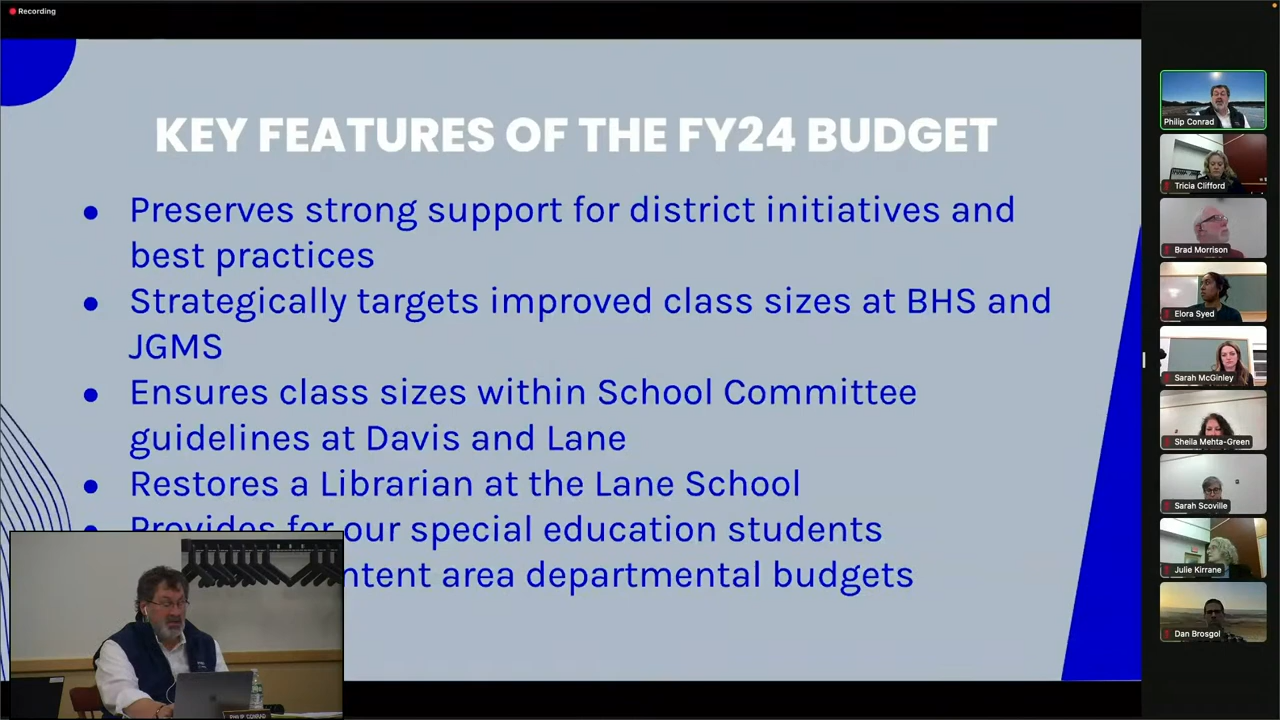 Recording
KEY FEATURES OF THE FY24 BUDGET
● Preserves strong support for district initiatives and
best practices
● Strategically targets improved class sizes at BHS and
JGMS
● Ensures class sizes within School Committee
guidelines at Davis and Lane
● Restores a Librarian at the Lane School
● Provides for our special education students
area departmental budgets
PHILIP CONRAD
Philip Conrad
Tricia Clifford
Brad Morrison
Elora Syed
Sarah McGinley
Sheila Mehta-Green
Sarah Scoville
Julie Kirrane
Dan Brosgol